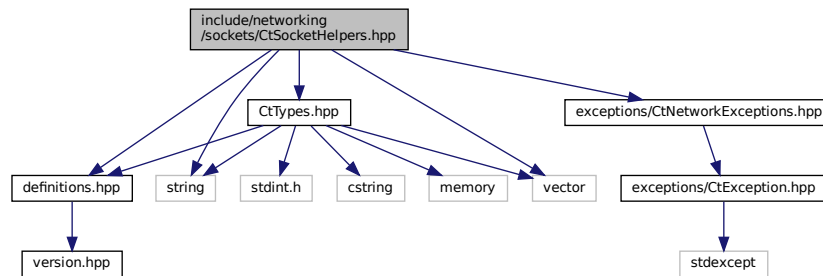 include/networking
/sockets/CtSocketHelpers.hpp
CtTypes.hpp
exceptions/CtNetworkExceptions.hpp
definitions.hpp
string
stdint.h
cstring
memory
vector
exceptions/CtException.hpp
version.hpp
stdexcept